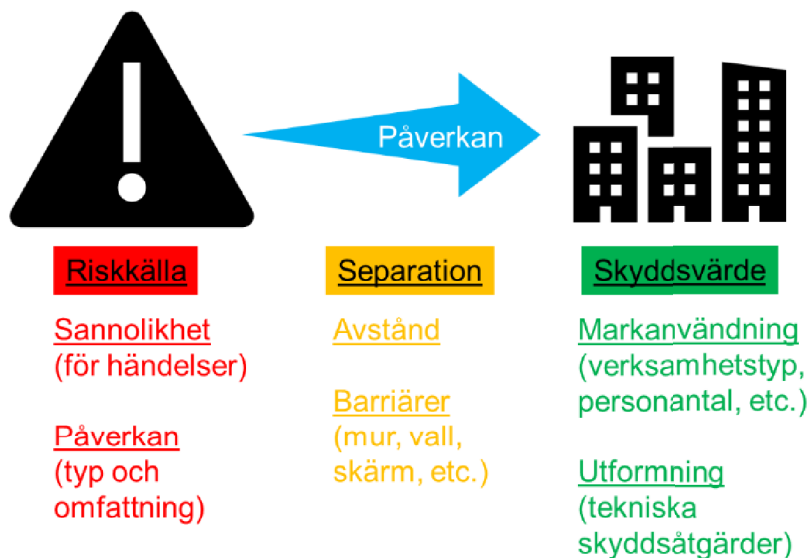 Påverkan
Riskkälla
Sannolikhet
(för händelser)
Påverkan
(typ och
omfattning)
Separation
Avstånd
Barriärer
(mur, vall,
skärm, etc.)
Skyddsvärde
Markanvändning
(verksamhetstyp,
personantal, etc.)
Utformning
(tekniska
skyddsåtgärder)